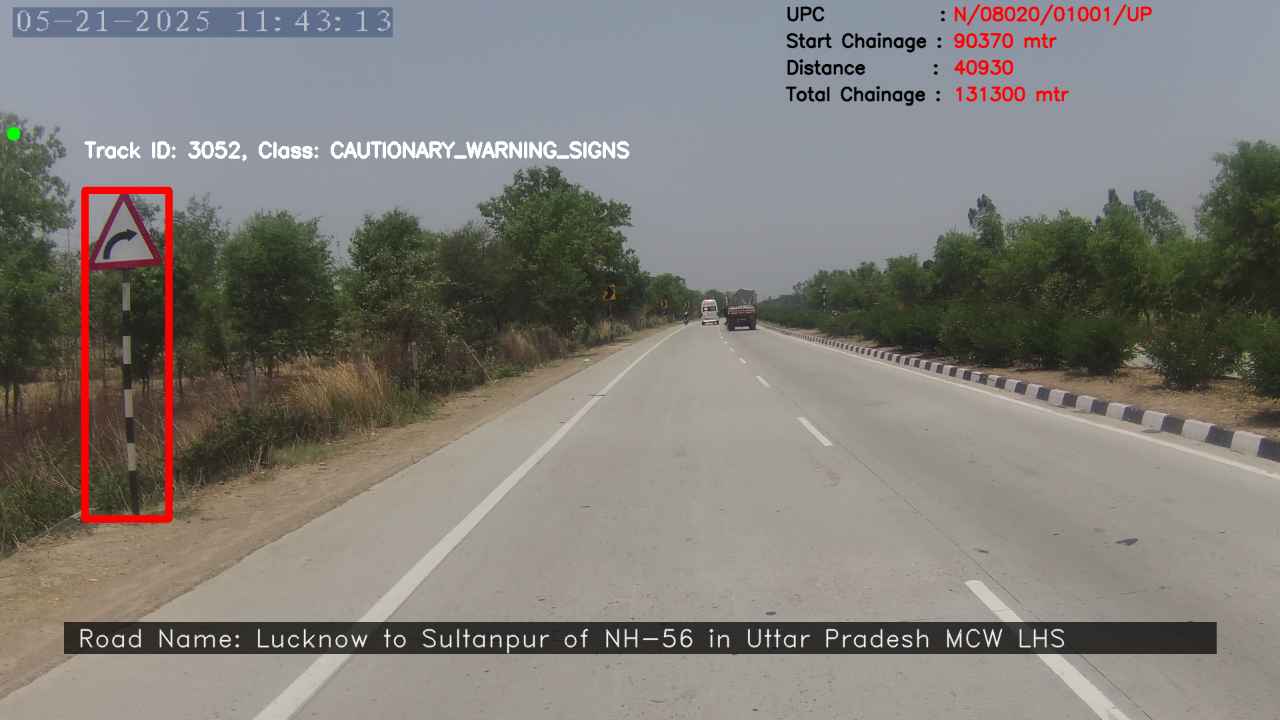 05-21-2025 11:43:13
UPC : N/08020/01001/UP
Start Chainage : 90370 mtr
Distance : 40930
Total Chainage : 131300 mtr
Track ID: 3052, Class: CAUTIONARY_WARNING_SIGNS
Road Name: Lucknow to Sultanpur of NH-56 in Uttar Pradesh MCW LHS